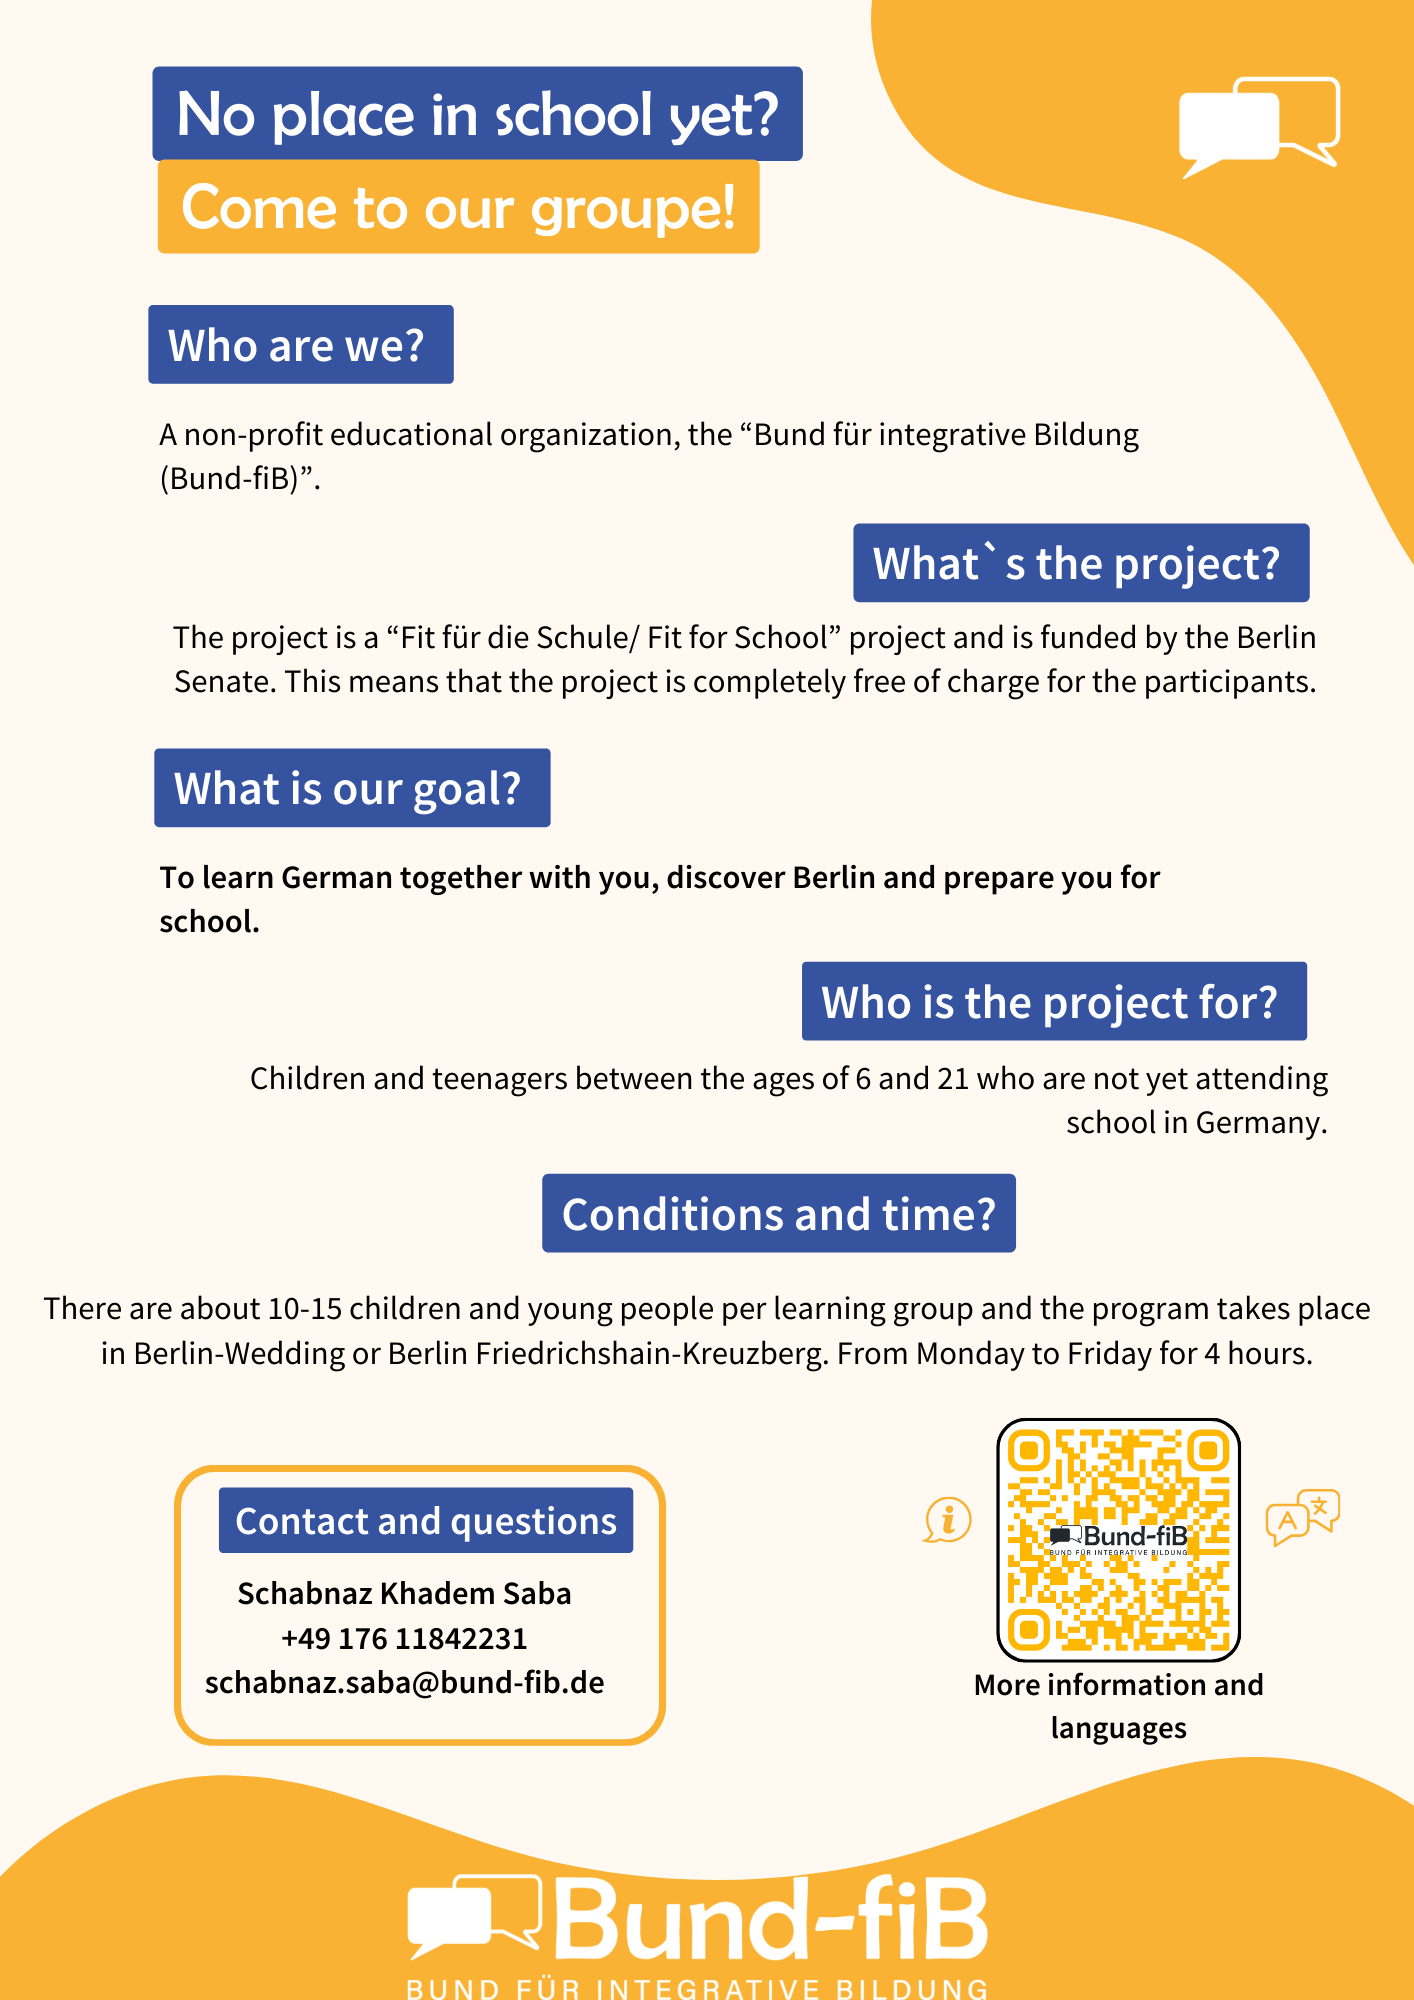 No place in school yet?
Come to our groupe!
Who are we?
A non-profit educational organization, the “Bund für integrative Bildung
(Bund-fiB)”.
What`s the project?
The project is a “Fit für die Schule/ Fit for School” project and is funded by the Berlin
Senate. This means that the project is completely free of charge for the participants.
What is our goal?
To learn German together with you, discover Berlin and prepare you for
school.
Who is the project for?
Children and teenagers between the ages of 6 and 21 who are not yet attending
school in Germany.
Conditions and time?
There are about 10-15 children and young people per learning group and the program takes place
in Berlin-Wedding or Berlin Friedrichshain-Kreuzberg. From Monday to Friday for 4 hours.
Contact and questions
Schabnaz Khadem Saba
+49 176 11842231
schabnaz.saba@bund-fib.de
i
Bund-fiB
BUND FÜR INTEGRATIVE BILDUNG
A 文
More information and
languages
Bund-fiB
BUND FÜR INTEGRATIVE BILDUNG